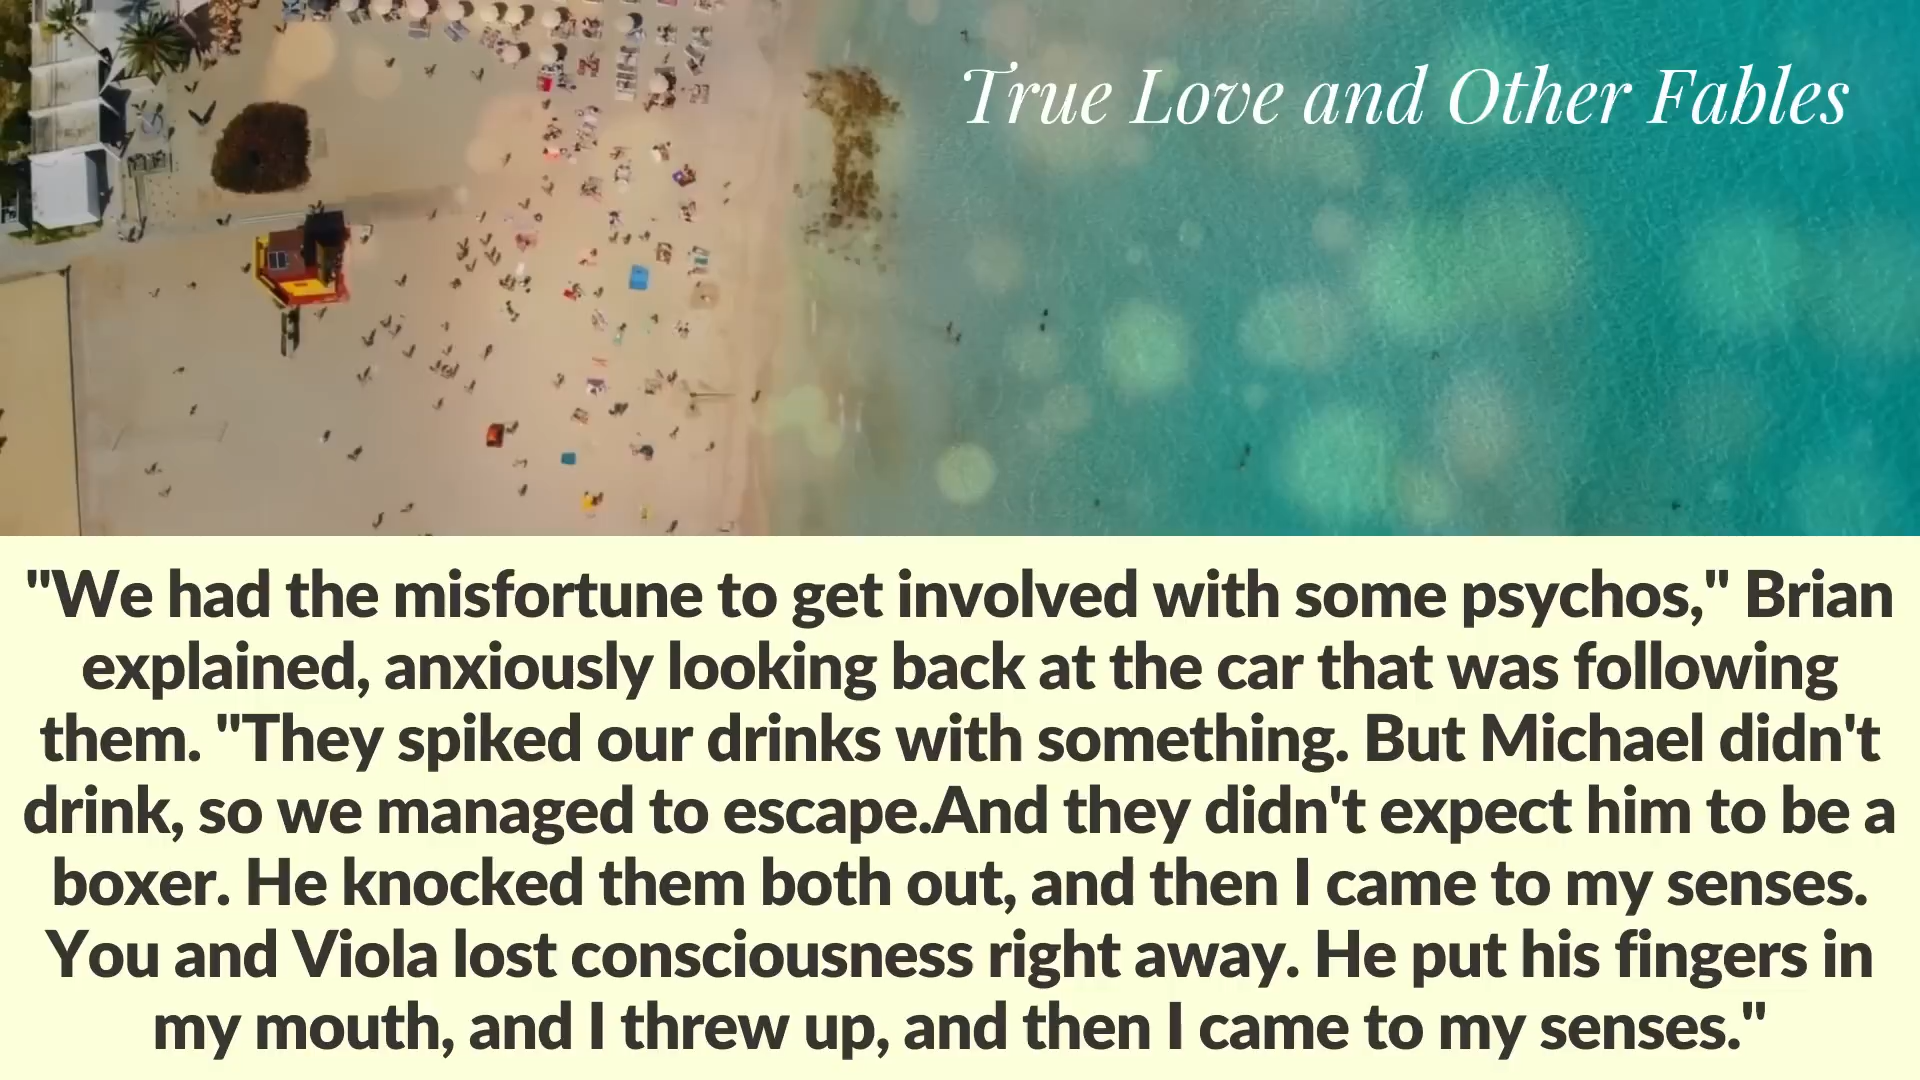 True Love and Other Fables
"We had the misfortune to get involved with some psychos," Brian
explained, anxiously looking back at the car that was following
them. "They spiked our drinks with something. But Michael didn't
drink, so we managed to escape.And they didn't expect him to be a
boxer. He knocked them both out, and then I came to my senses.
You and Viola lost consciousness right away. He put his fingers in
my mouth, and I threw up, and then I came to my senses."